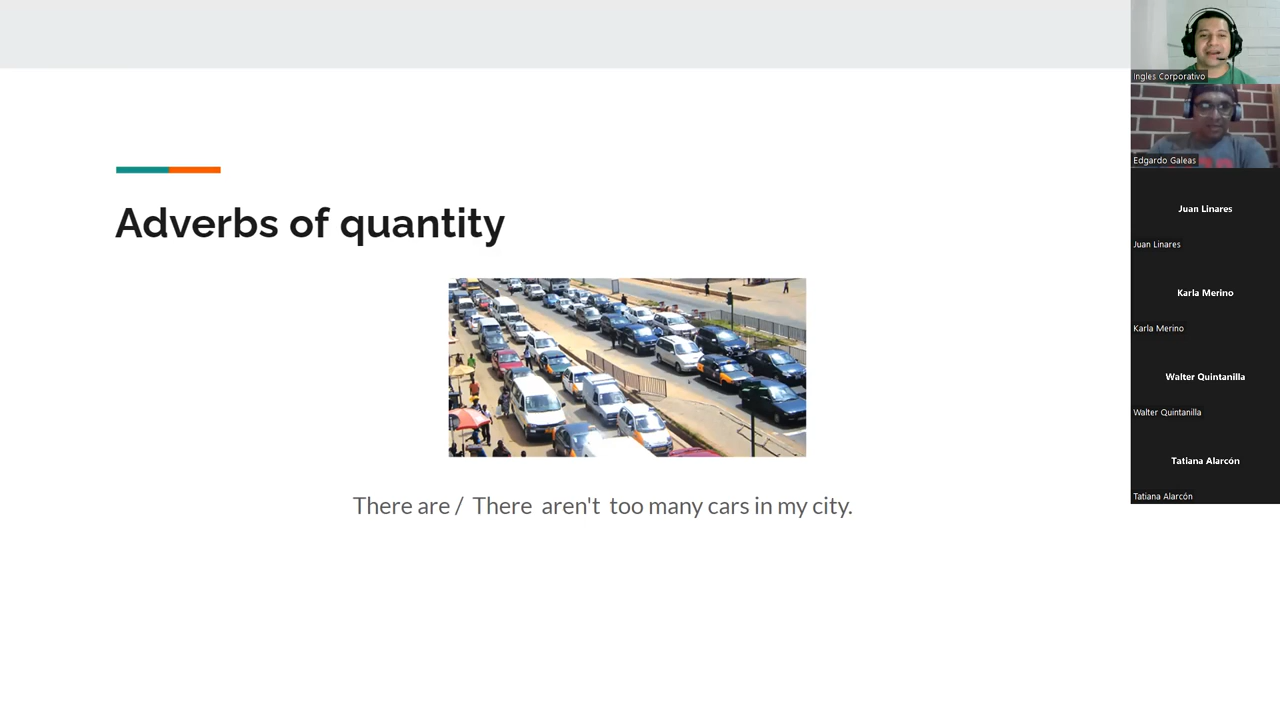 Adverbs of quantity
There are / There aren't too many cars in my city.
Ingles Corporativo
Edgardo Galeas
Juan Linares
Juan Linares
Karla Merino
Karla Merino
Walter Quintanilla
Walter Quintanilla
Tatiana Alarcón
Tatiana Alarcón